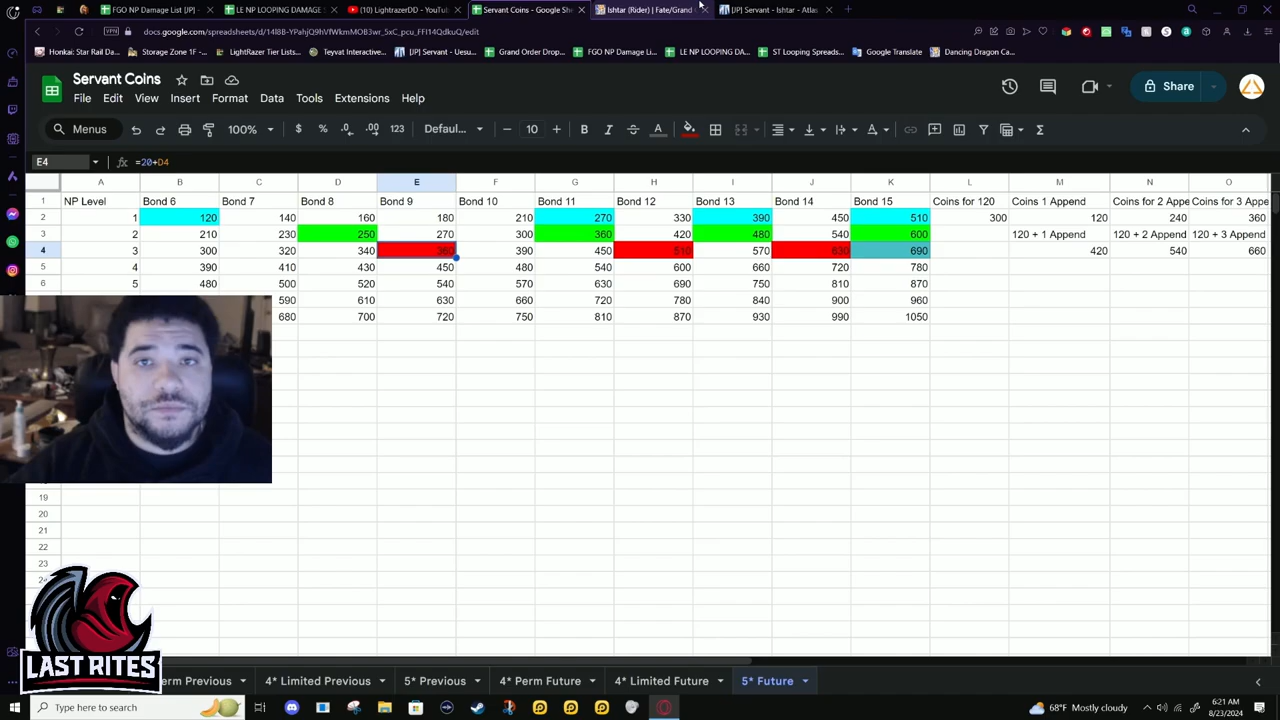 FGO NP Damage List [JP] - 
LE NP LOOPING DAMAGE
(10) LightrazerDD - YouTub
Servant Coins - Google She
Ishtar (Rider) | Fate/Grand
[JP] Servant - Ishtar - Atlas
docs.google.com/spreadsheets/d/14I8B-YPahjQ9hVfWkmMOB3wr_5xC_pcu_FFI14QdkuQ/edit
Honkai: Star Rail Da...
Storage Zone 1F -...
LightRazer Tier Lists...
Teyvat Interactive...
[JP] Servant - Uesu...
Grand Order Drop...
FGO NP Damage Li...
LE NP LOOPING DA...
ST Looping Spreads...
Google Translate
Dancing Dragon Ca...
Servant Coins
File Edit View Insert Format Data Tools Extensions Help
Share
Menus 100% $ % .0 .00 123 Defaul... 10 B I A
E4 =20+D4
A B C D E F G H I J K L M N O
1 NP Level Bond 6 Bond 7 Bond 8 Bond 9 Bond 10 Bond 11 Bond 12 Bond 13 Bond 14 Bond 15 Coins for 120 Coins 1 Append Coins for 2 Appe Coins for 3 Appe
2 1 120 140 160 180 210 270 330 390 450 510 300 120 240 360
3 2 210 230 250 270 300 360 420 480 540 600 120 + 1 Append 120 + 2 Append 120 + 3 Append
4 3 300 320 340 360 390 450 510 570 630 690 420 540 660
5 4 390 410 430 450 480 540 600 660 720 780
6 5 480 500 520 540 570 630 690 750 810 870
590 610 630 660 720 780 840 900 960
680 700 720 750 810 870 930 990 1050
19
20
21
22
23
24
LAST RITES
erm Previous 4* Limited Previous 5* Previous 4* Perm Future 4* Limited Future 5* Future
Type here to search
68°F Mostly cloudy
6:21 AM
8/23/2024